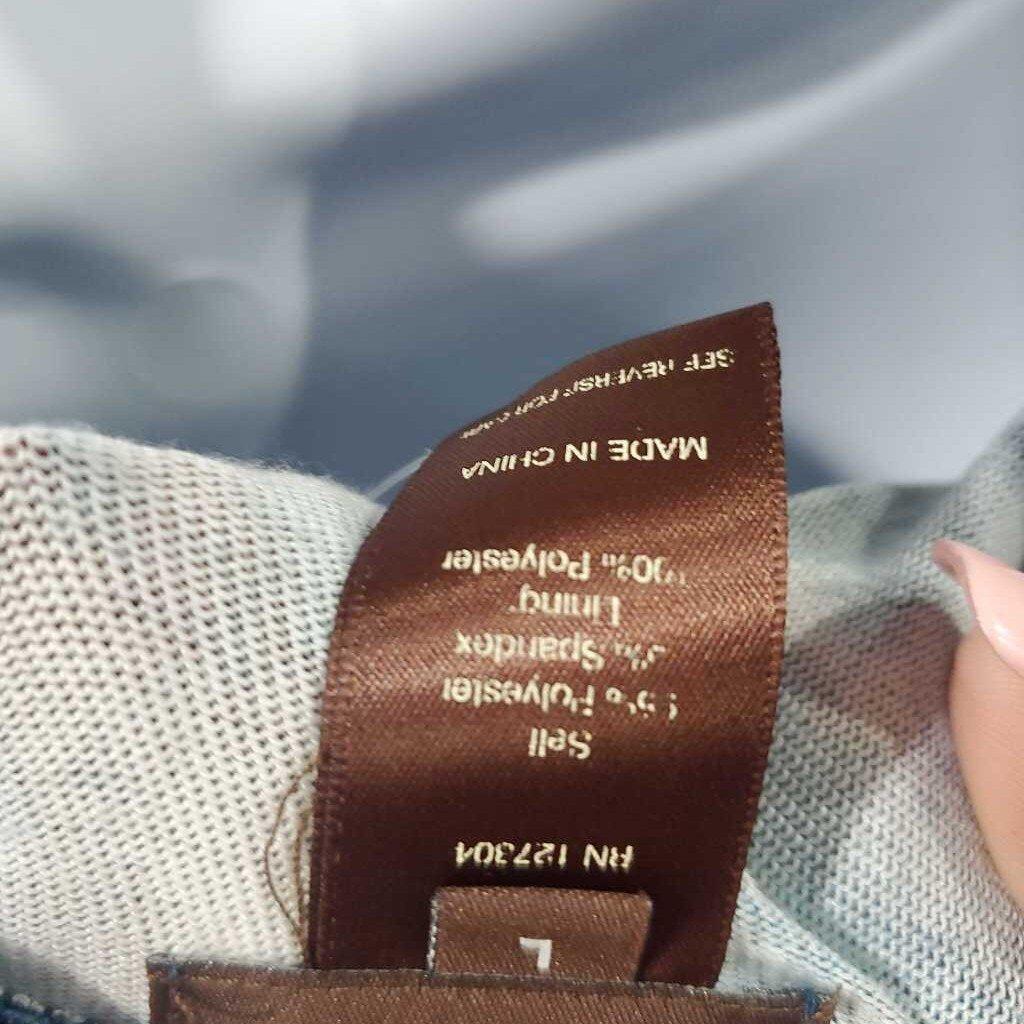 L
RN 127304
Self
95% Polyester
5% Spandex
Lining
100% Polyester
MADE IN CHINA
SEE REVERSE FOR CARE